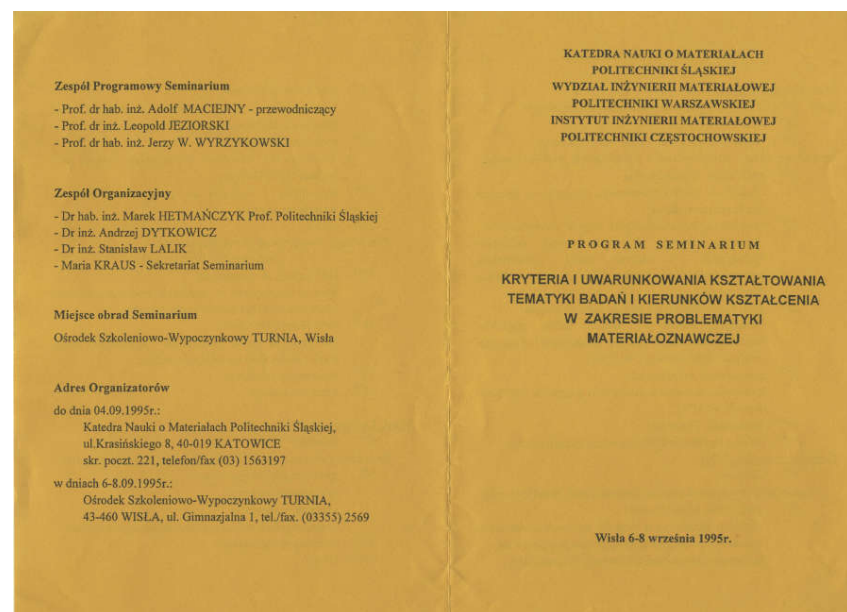 Zespół Programowy Seminarium
- Prof. dr hab. inż. Adolf MACIEJNY - przewodniczący
- Prof. dr inż. Leopold JEZIORSKI
- Prof. dr hab. inż. Jerzy W. WYRZYKOWSKI
Zespół Organizacyjny
- Dr hab. inż. Marek HETMAŃCZYK Prof. Politechniki Śląskiej
- Dr inż. Andrzej DYTKOWICZ
- Dr inż. Stanisław LALIK
- Maria KRAUS - Sekretariat Seminarium
Miejsce obrad Seminarium
Ośrodek Szkoleniowo-Wypoczynkowy TURNIA, Wisła
Adres Organizatorów
do dnia 04.09.1995r.:
Katedra Nauki o Materiałach Politechniki Śląskiej,
ul.Krasińskiego 8, 40-019 KATOWICE
skr. poczt. 221, telefon/fax (03) 1563197
w dniach 6-8.09.1995r.:
Ośrodek Szkoleniowo-Wypoczynkowy TURNIA,
43-460 WISŁA, ul. Gimnazjalna 1, tel./fax. (03355) 2569
KATEDRA NAUKI O MATERIAŁACH
POLITECHNIKI ŚLĄSKIEJ
WYDZIAŁ INŻYNIERII MATERIAŁOWEJ
POLITECHNIKI WARSZAWSKIEJ
INSTYTUT INŻYNIERII MATERIAŁOWEJ
POLITECHNIKI CZĘSTOCHOWSKIEJ
PROGRAM SEMINARIUM
KRYTERIA I UWARUNKOWANIA KSZTAŁTOWANIA
TEMATYKI BADAŃ I KIERUNKÓW KSZTAŁCENIA
W ZAKRESIE PROBLEMATYKI
MATERIAŁOZNAWCZEJ
Wisła 6-8 września 1995r.